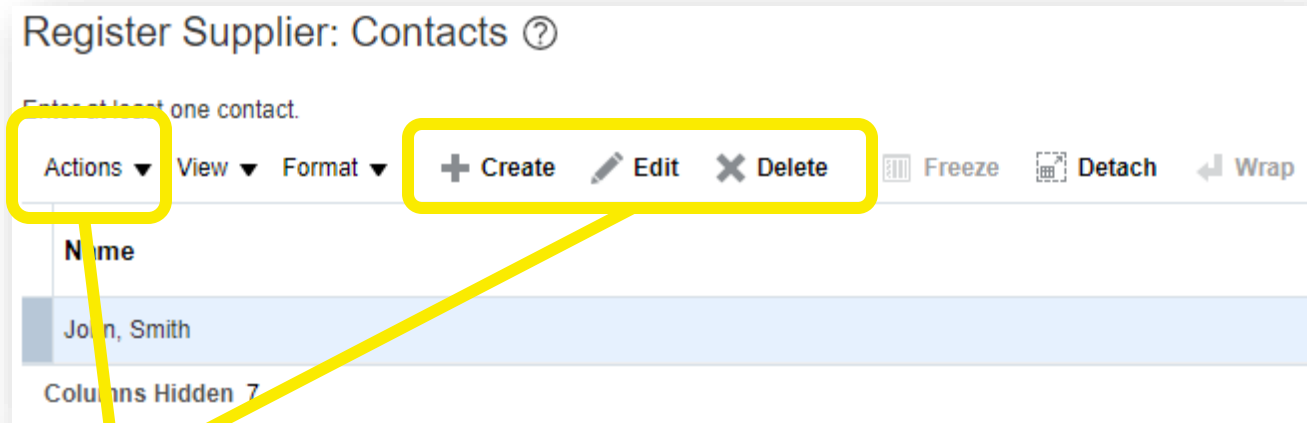 Register Supplier: Contacts ?
Enter at least one contact.
Actions View Format Create Edit Delete Freeze Detach Wrap
Name
John, Smith
Columns Hidden 7